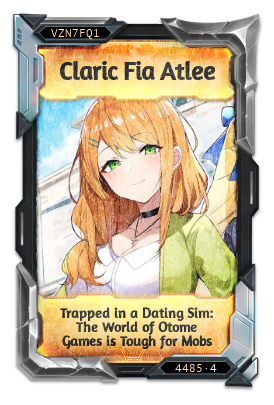 VZN7FQ1
Claric Fia Atlee
Trapped in a Dating Sim:
The World of Otome
Games is Tough for Mobs
4485·4